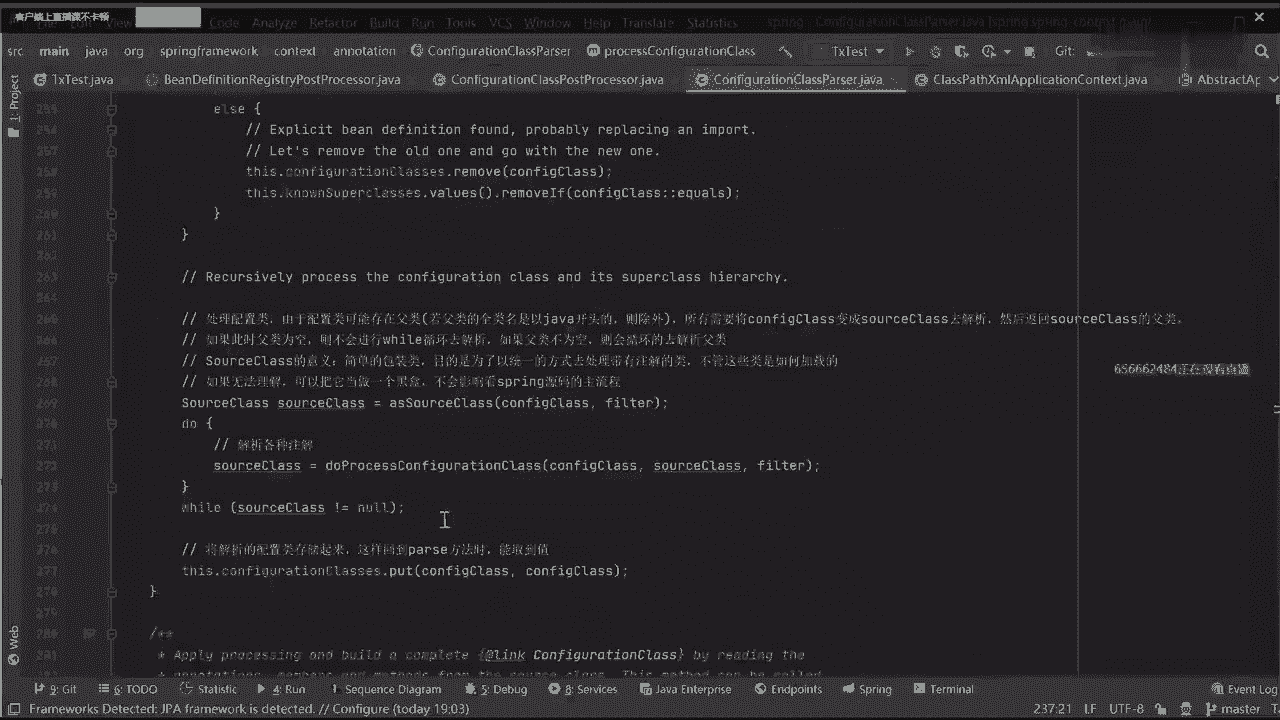 客户端上直播课不卡顿
Code Analyze Refactor Build Run Tools VCS Window Help Translate Statistics
src main java org springframework context annotation ConfigurationClassParser processConfigurationClass TxTest Git:
1: Project
TxTest.java BeanDefinitionRegistryPostProcessor.java ConfigurationClassPostProcessor.java ConfigurationClassParser.java ClassPathXmlApplicationContext.java AbstractAp
else {
// Explicit bean definition found, probably replacing an import.
// Let's remove the old one and go with the new one.
this.configurationClasses.remove(configClass);
this.knownSuperclasses.values().removeIf(configClass::equals);
}
}
// Recursively process the configuration class and its superclass hierarchy.
// 处理配置类，由于配置类可能存在父类(若父类的全类名是以java开头的，则除外)，所有需要将configClass变成sourceClass去解析，然后返回sourceClass的父类。
// 如果此时父类为空，则不会进行while循环去解析，如果父类不为空，则会循环的去解析父类
// SourceClass的意义：简单的包装类，目的是为了以统一的方式去处理带有注解的类，不管这些类是如何加载的
// 如果无法理解，可以把它当做一个黑盒，不会影响看spring源码的主流程
SourceClass sourceClass = asSourceClass(configClass, filter);
do {
// 解析各种注解
sourceClass = doProcessConfigurationClass(configClass, sourceClass, filter);
}
while (sourceClass != null);
// 将解析的配置类存储起来，这样回到parse方法时，能取到值
this.configurationClasses.put(configClass, configClass);
}
/**
* Apply processing and build a complete {@link ConfigurationClass} by reading the
* annotations, members and methods from the source class. This method can be called
656662484正在观看直播
Web
9: Git 6: TODO Statistic 4: Run Sequence Diagram 5: Debug 8: Services Java Enterprise Endpoints Spring Terminal Event Log
Frameworks Detected: JPA framework is detected. // Configure (today 19:03) 237:21 LF UTF-8 master